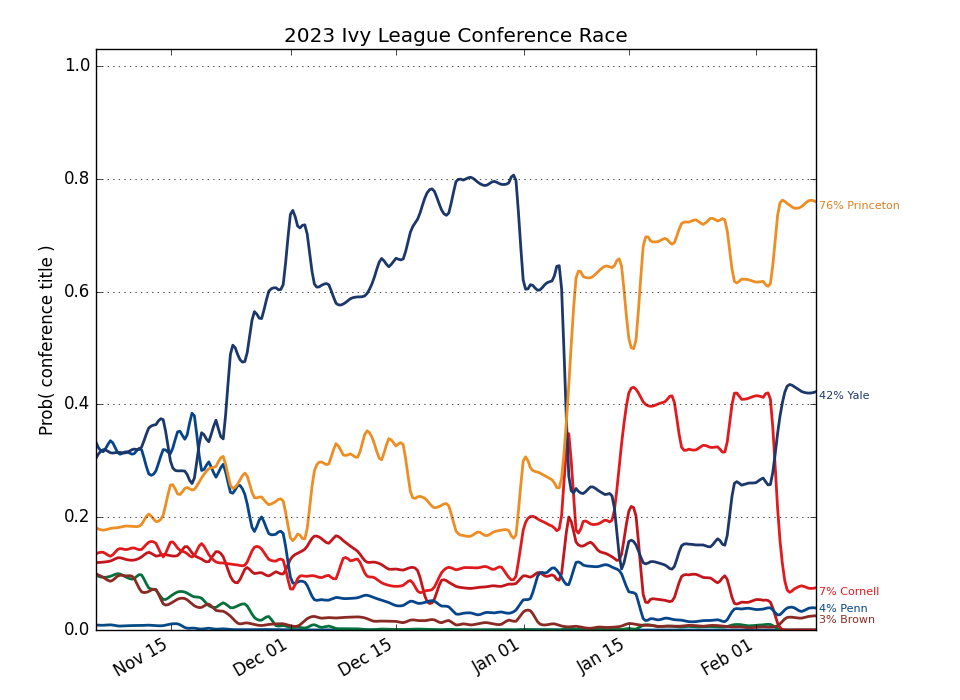 2023 Ivy League Conference Race
1.0
0.8
0.6
0.4
0.2
0.0
Prob( conference title )
Nov 15
Dec 01
Dec 15
Jan 01
Jan 15
Feb 01
76% Princeton
42% Yale
7% Cornell
4% Penn
3% Brown